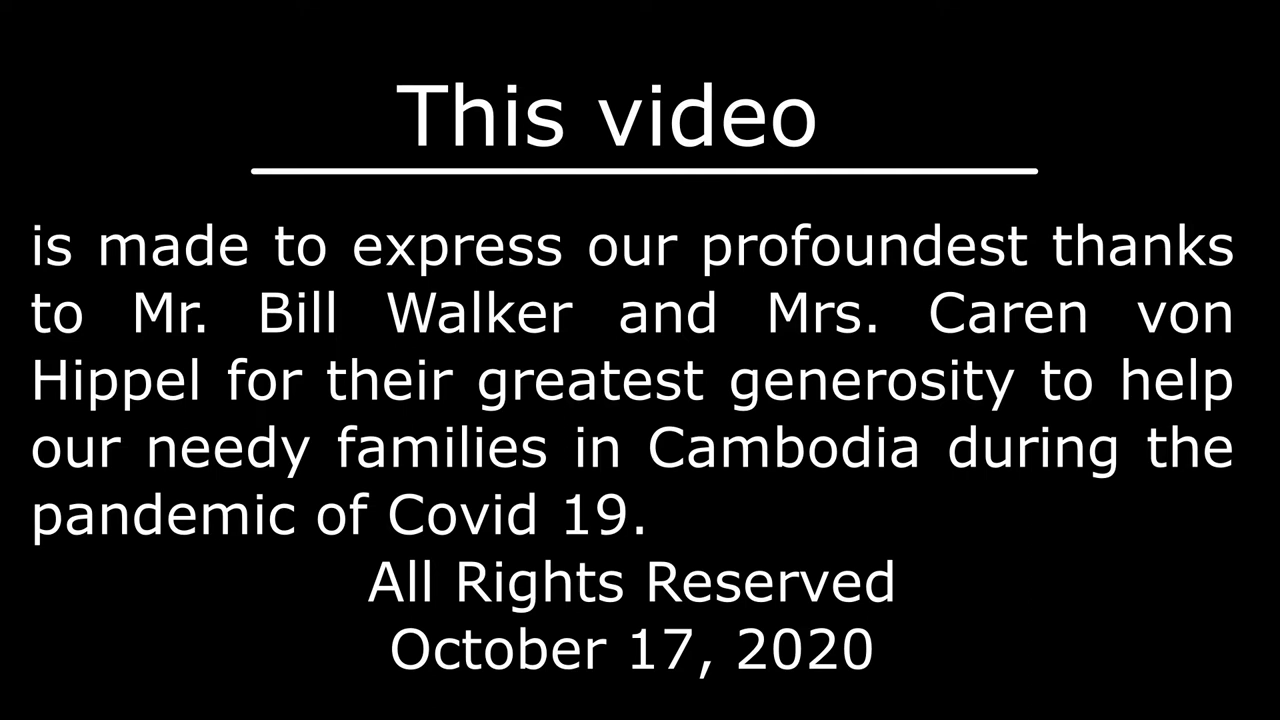 This video
is made to express our profoundest thanks
to Mr. Bill Walker and Mrs. Caren von
Hippel for their greatest generosity to help
our needy families in Cambodia during the
pandemic of Covid 19.
All Rights Reserved
October 17, 2020